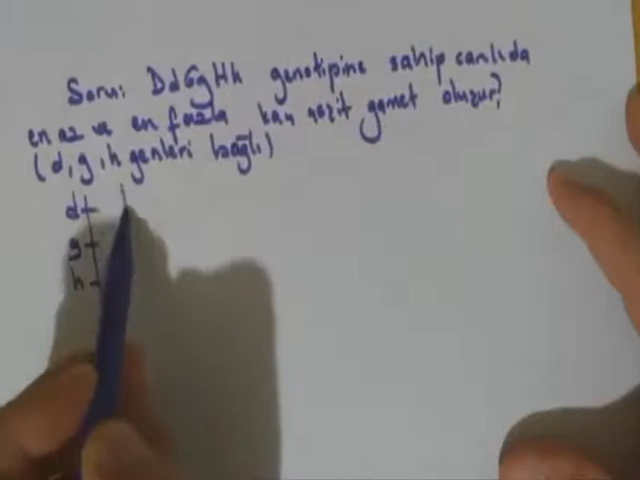 Soru: DdGgHh genotipine sahip canlıda
en az ve en fazla kaç çeşit gamet oluşur?
(d, g, h genleri bağlı)
d
g
h